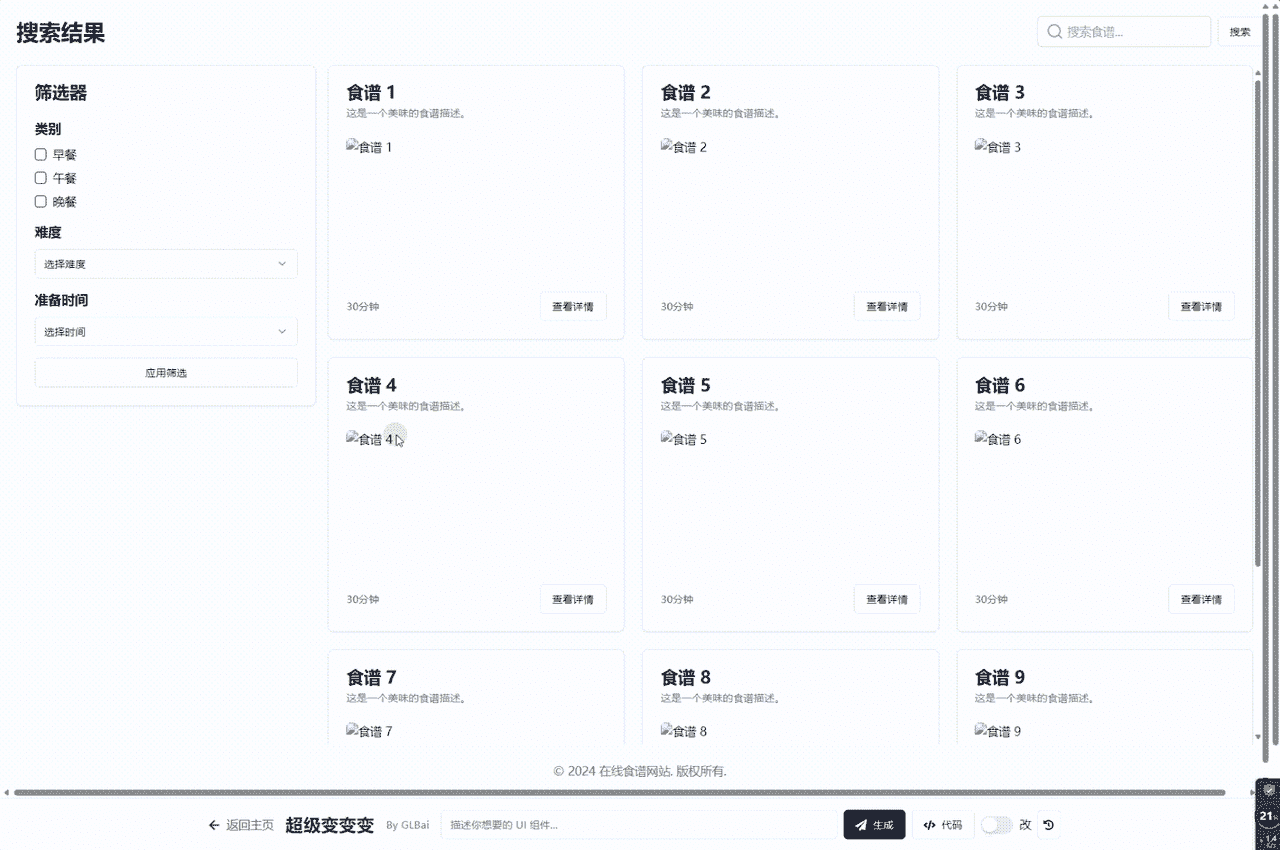 搜索结果
搜索食谱...
搜索
筛选器
类别
早餐
午餐
晚餐
难度
选择难度
准备时间
选择时间
应用筛选
食谱 1
这是一个美味的食谱描述。
食谱 1
30分钟
查看详情
食谱 2
这是一个美味的食谱描述。
食谱 2
30分钟
查看详情
食谱 3
这是一个美味的食谱描述。
食谱 3
30分钟
查看详情
食谱 4
这是一个美味的食谱描述。
食谱 4
30分钟
查看详情
食谱 5
这是一个美味的食谱描述。
食谱 5
30分钟
查看详情
食谱 6
这是一个美味的食谱描述。
食谱 6
30分钟
查看详情
食谱 7
这是一个美味的食谱描述。
食谱 7
食谱 8
这是一个美味的食谱描述。
食谱 8
食谱 9
这是一个美味的食谱描述。
食谱 9
© 2024 在线食谱网站. 版权所有.
返回主页
超级变变变
By GLBai
描述你想要的 UI 组件...
生成
代码
改
21